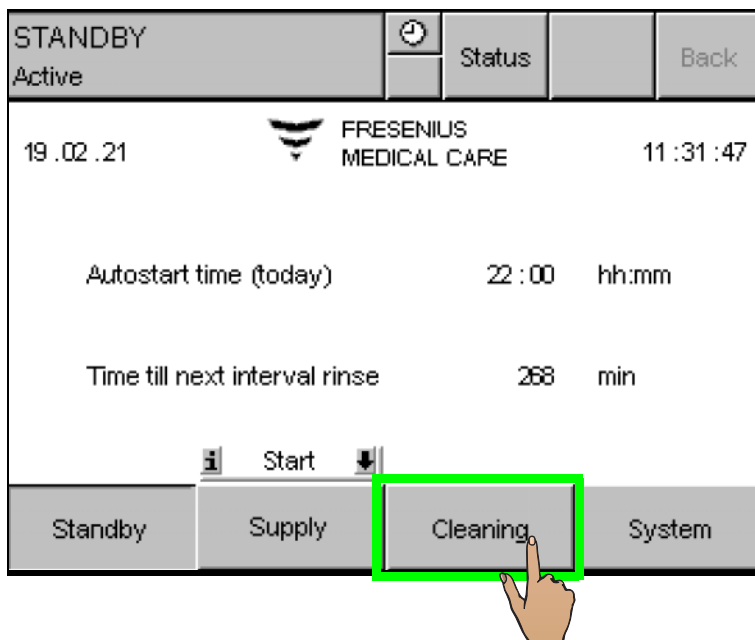 STANDBY
Active
Status
Back
19.02.21
FRESENIUS
MEDICAL CARE
11:31:47
Autostart time (today) 22:00 hh:mm
Time till next interval rinse 268 min
i Start
Standby Supply Cleaning System